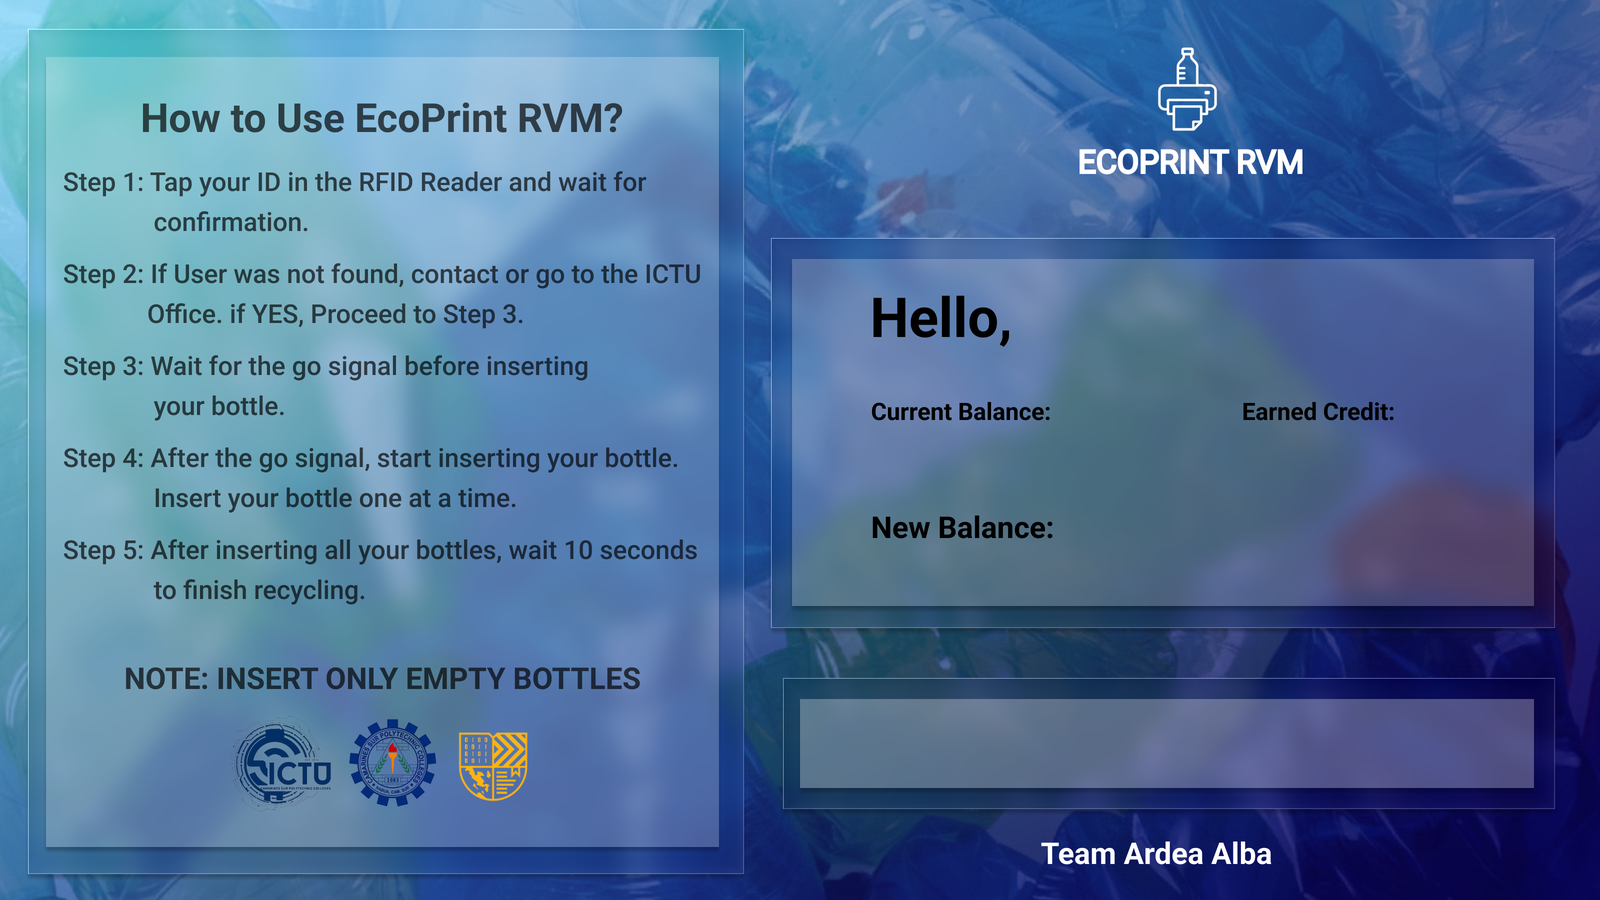 How to Use EcoPrint RVM?
Step 1: Tap your ID in the RFID Reader and wait for
confirmation.
Step 2: If User was not found, contact or go to the ICTU
Office. if YES, Proceed to Step 3.
Step 3: Wait for the go signal before inserting
your bottle.
Step 4: After the go signal, start inserting your bottle.
Insert your bottle one at a time.
Step 5: After inserting all your bottles, wait 10 seconds
to finish recycling.
NOTE: INSERT ONLY EMPTY BOTTLES
ICTU
CAMARINES SUR POLYTECHNIC COLLEGES
ECOPRINT RVM
Hello,
Current Balance:
Earned Credit:
New Balance:
Team Ardea Alba